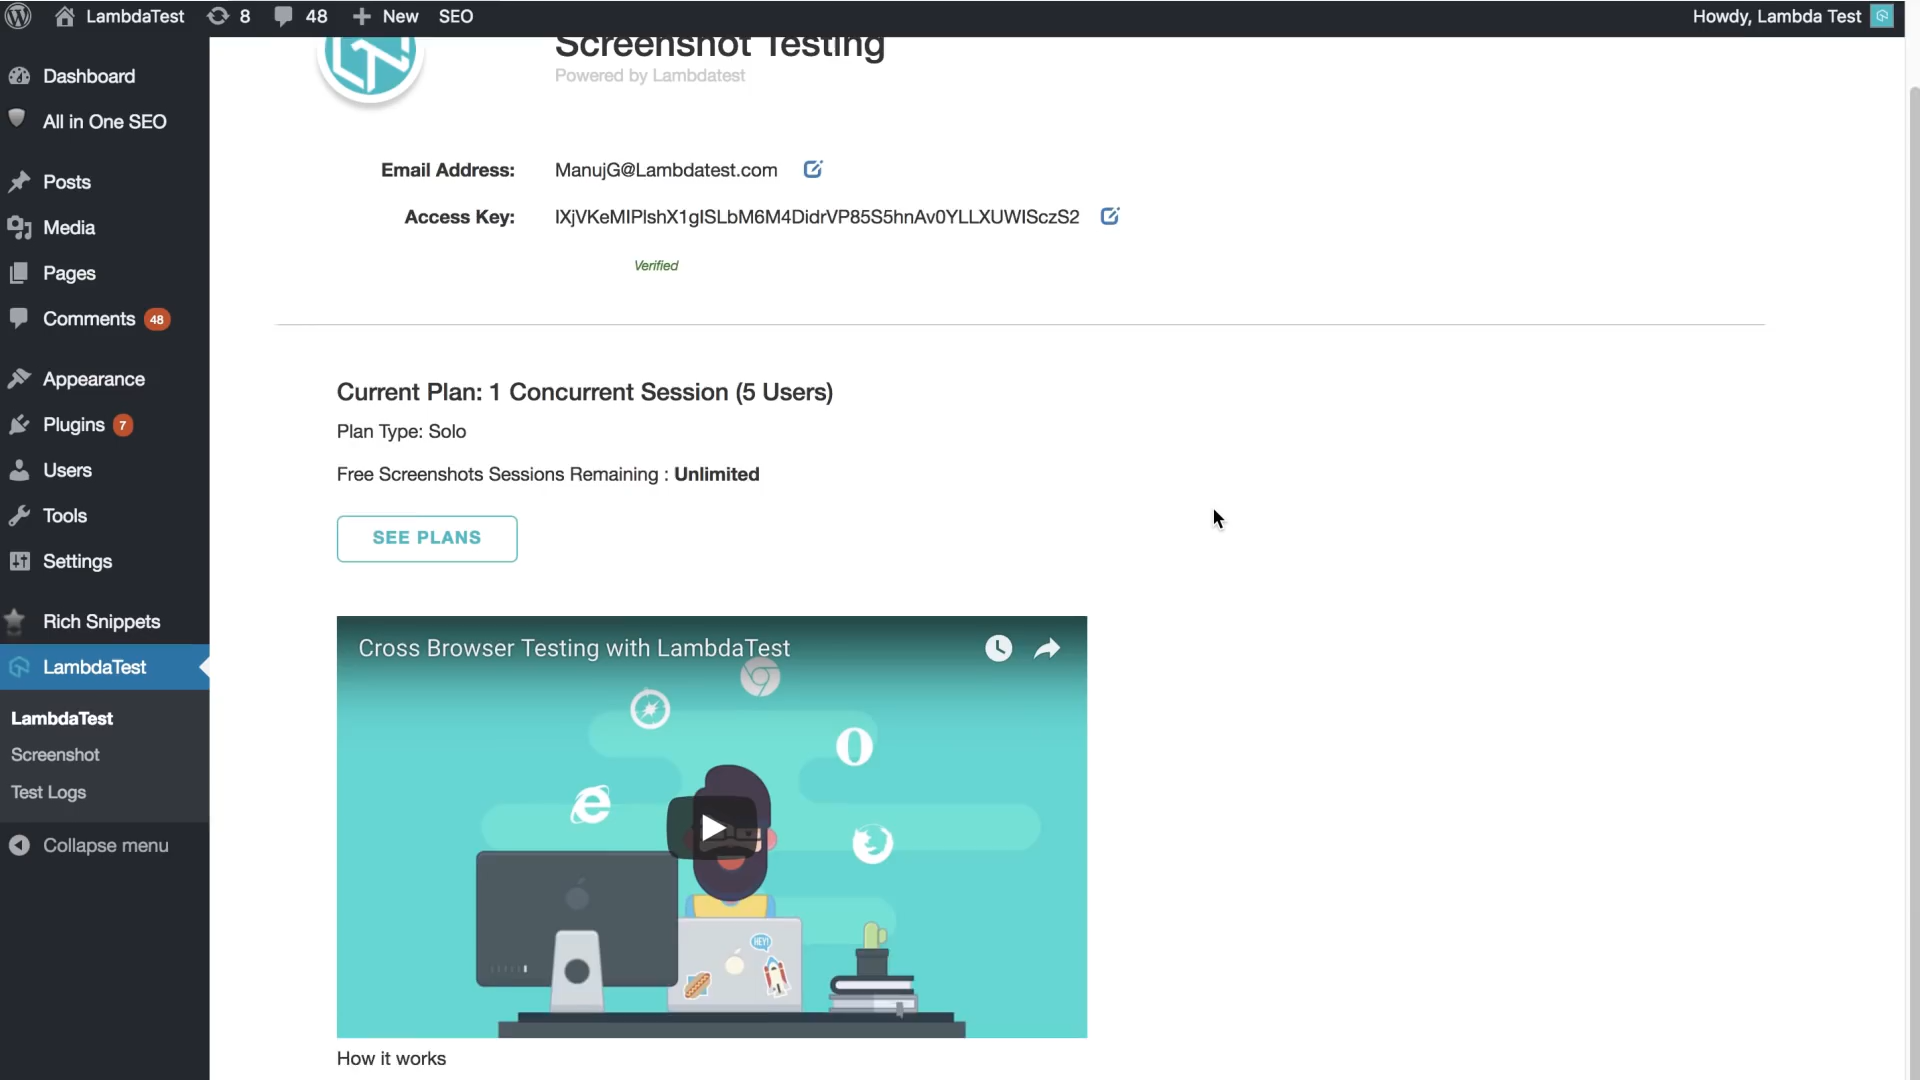 LambdaTest 8 48 New SEO Howdy, Lambda Test
Dashboard
All in One SEO
Posts
Media
Pages
Comments 48
Appearance
Plugins 7
Users
Tools
Settings
Rich Snippets
LambdaTest
LambdaTest
Screenshot
Test Logs
Collapse menu
Screenshot Testing
Powered by Lambdatest
Email Address: ManujG@Lambdatest.com
Access Key: IXjVKeMIPlshX1gISLbM6M4DidrVP85S5hnAv0YLLXUWISczS2
Verified
Current Plan: 1 Concurrent Session (5 Users)
Plan Type: Solo
Free Screenshots Sessions Remaining : Unlimited
SEE PLANS
Cross Browser Testing with LambdaTest
HEY!
How it works